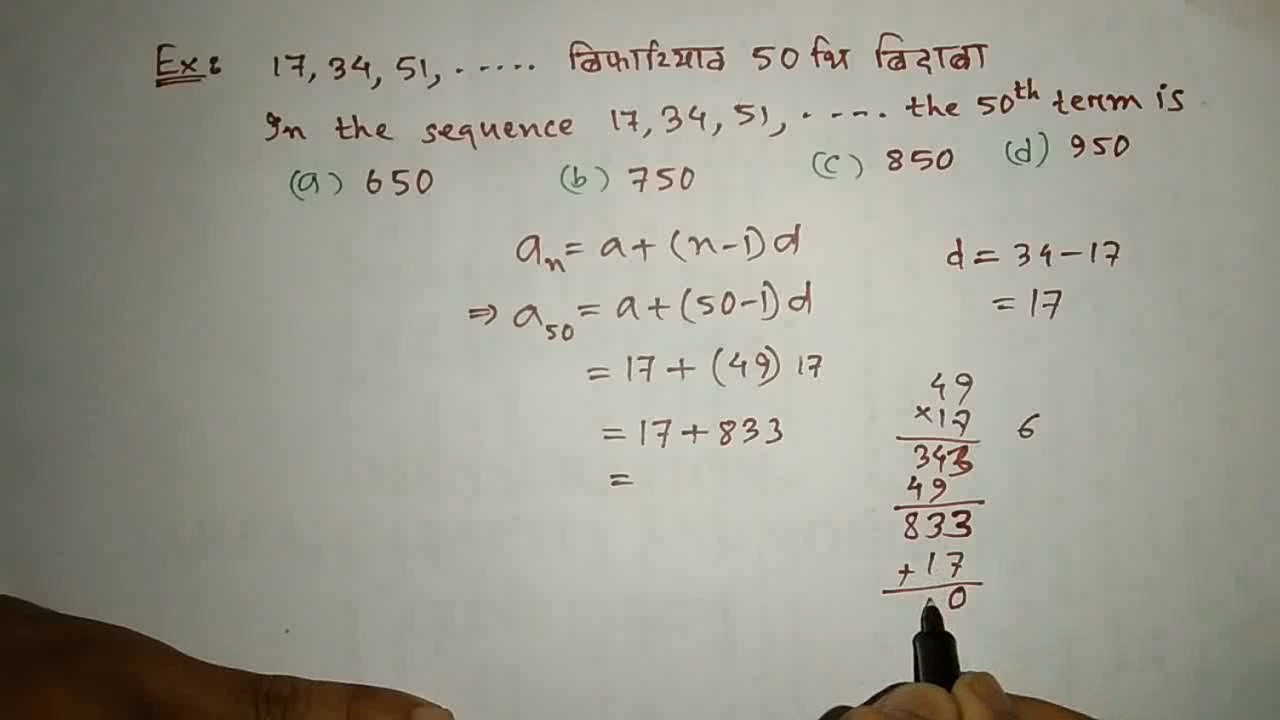 Ex: 17, 34, 51, ..... बिफारियाव 50 थि बिदाबा
In the sequence 17, 34, 51, ..... the 50th term is
(a) 650 (b) 750 (c) 850 (d) 950
aₙ = a + (n-1) d
⇒ a₅₀ = a + (50-1) d
= 17 + (49) 17
= 17 + 833
=
d = 34 - 17
= 17
49
×17 6
343
49
833
+17
0